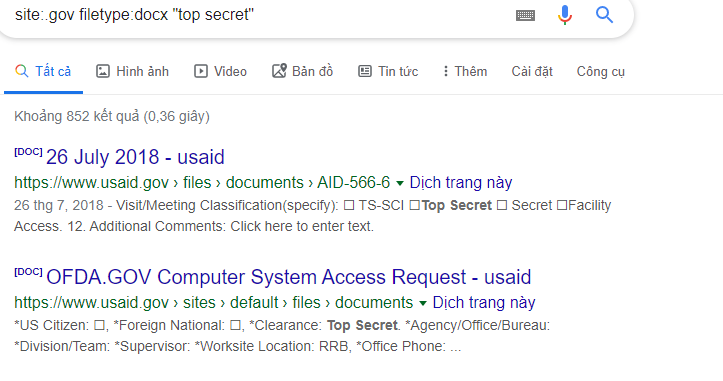 site:.gov filetype:docx "top secret"
Tất cả Hình ảnh Video Bản đồ Tin tức Thêm Cài đặt Công cụ
Khoảng 852 kết quả (0,36 giây)
[DOC] 26 July 2018 - usaid
https://www.usaid.gov › files › documents › AID-566-6 Dịch trang này
26 thg 7, 2018 - Visit/Meeting Classification(specify): ☐ TS-SCI ☐Top Secret ☐ Secret ☐Facility
Access. 12. Additional Comments: Click here to enter text.
[DOC] OFDA.GOV Computer System Access Request - usaid
https://www.usaid.gov › sites › default › files › documents Dịch trang này
*US Citizen: ☐, *Foreign National: ☐, *Clearance: Top Secret. *Agency/Office/Bureau:
*Division/Team: *Supervisor: *Worksite Location: RRB, *Office Phone: ...